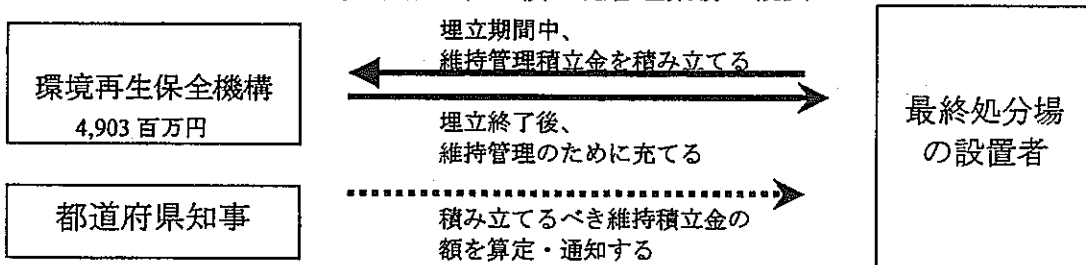 埋立期間中、
維持管理積立金を積み立てる
環境再生保全機構
4,903 百万円
埋立終了後、
維持管理のために充てる
最終処分場
の設置者
都道府県知事
積み立てるべき維持積立金の
額を算定・通知する